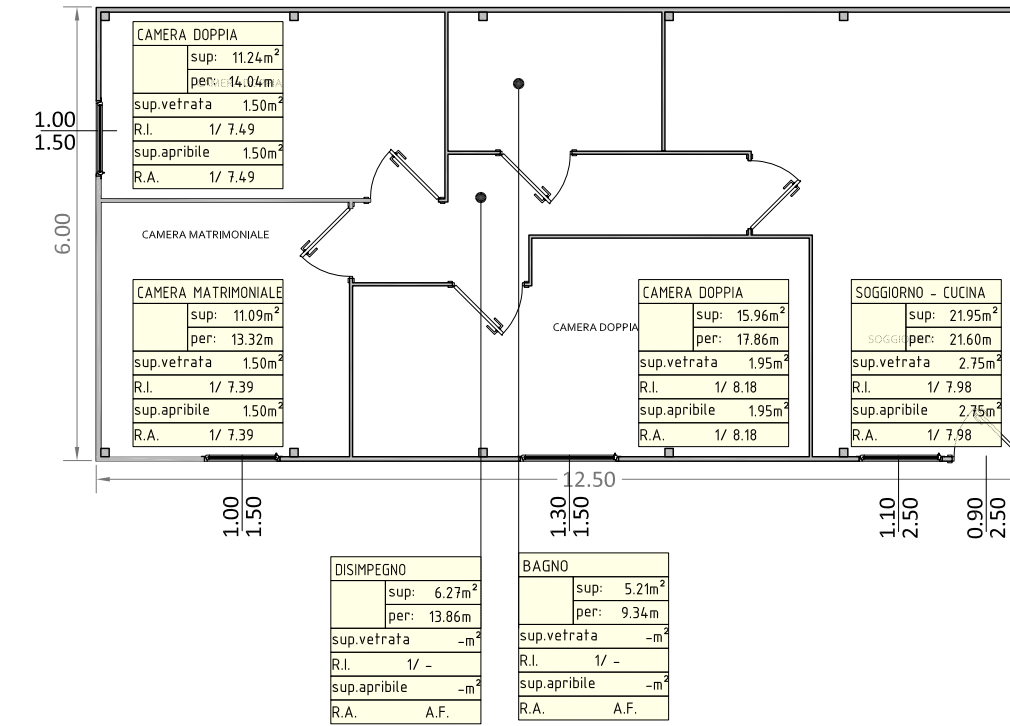 CAMERA DOPPIA
sup: 11.24m²
per: 14.04m
sup.vetrata 1.50m²
R.I. 1/ 7.49
sup.apribile 1.50m²
R.A. 1/ 7.49
1.00
1.50
6.00
CAMERA MATRIMONIALE
CAMERA MATRIMONIALE
sup: 11.09m²
per: 13.32m
sup.vetrata 1.50m²
R.I. 1/ 7.39
sup.apribile 1.50m²
R.A. 1/ 7.39
CAMERA DOPPIA
CAMERA DOPPIA
sup: 15.96m²
per: 17.86m
sup.vetrata 1.95m²
R.I. 1/ 8.18
sup.apribile 1.95m²
R.A. 1/ 8.18
SOGGIORNO - CUCINA
sup: 21.95m²
per: 21.60m
sup.vetrata 2.75m²
R.I. 1/ 7.98
sup.apribile 2.75m²
R.A. 1/ 7.98
12.50
1.00
1.50
1.30
1.50
1.10
2.50
0.90
2.50
DISIMPEGNO
sup: 6.27m²
per: 13.86m
sup.vetrata -m²
R.I. 1/ -
sup.apribile -m²
R.A. A.F.
BAGNO
sup: 5.21m²
per: 9.34m
sup.vetrata -m²
R.I. 1/ -
sup.apribile -m²
R.A. A.F.